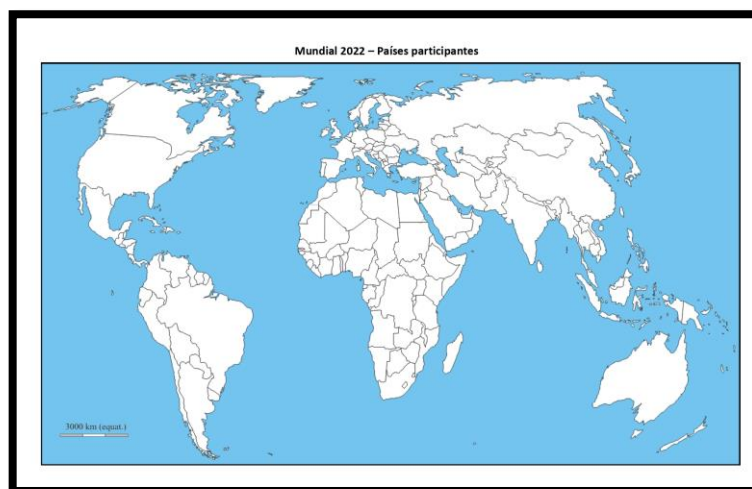 Mundial 2022 – Países participantes
3000 km (equat.)